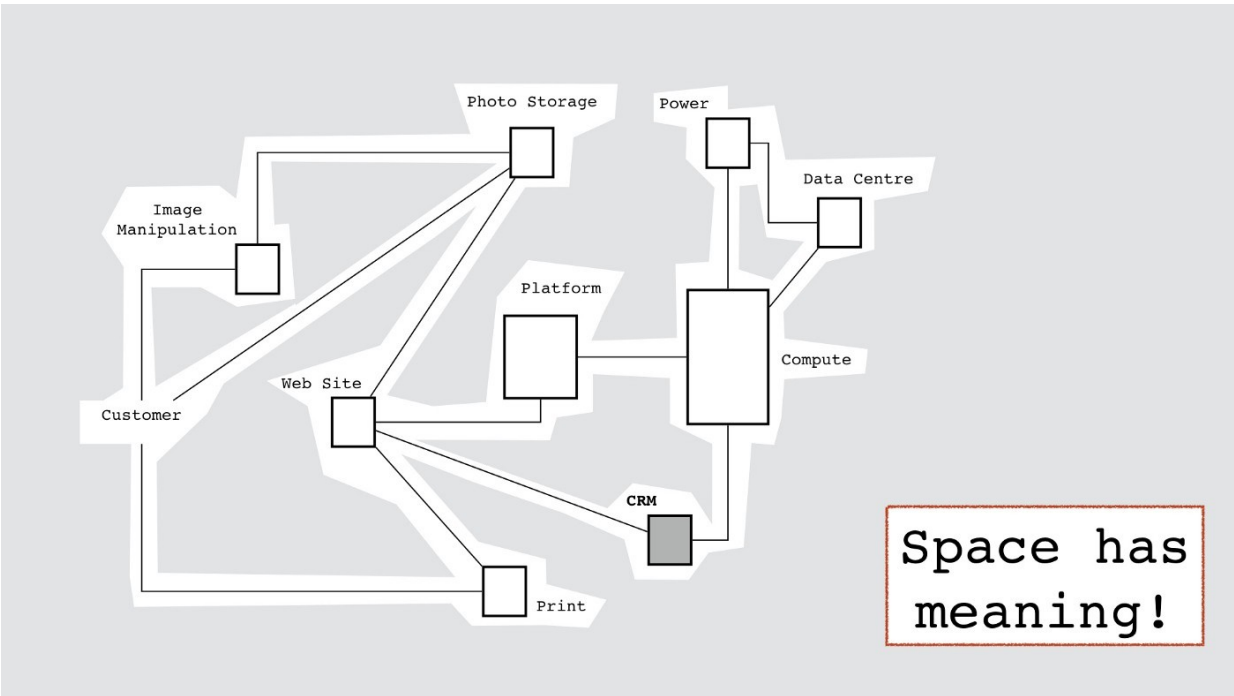 Photo Storage
Power
Data Centre
Image
Manipulation
Platform
Compute
Web Site
Customer
CRM
Print
Space has
meaning!